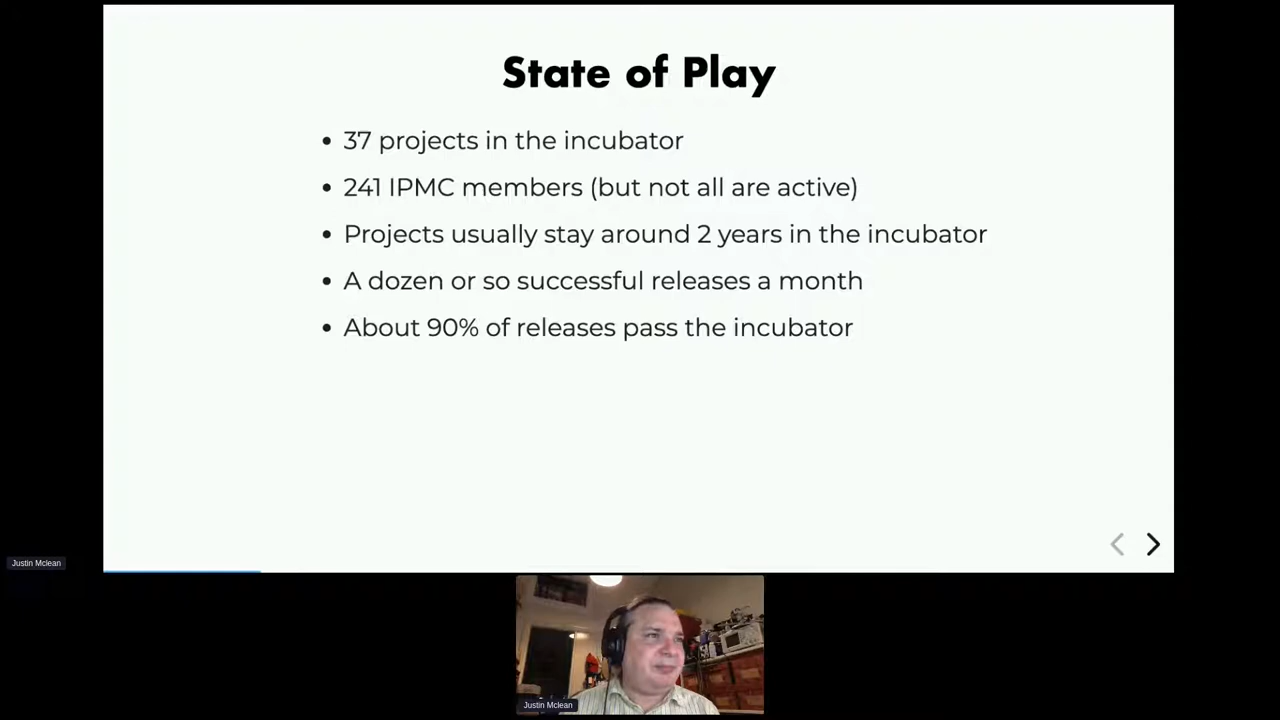 State of Play
• 37 projects in the incubator
• 241 IPMC members (but not all are active)
• Projects usually stay around 2 years in the incubator
• A dozen or so successful releases a month
• About 90% of releases pass the incubator
Justin Mclean
Justin Mclean